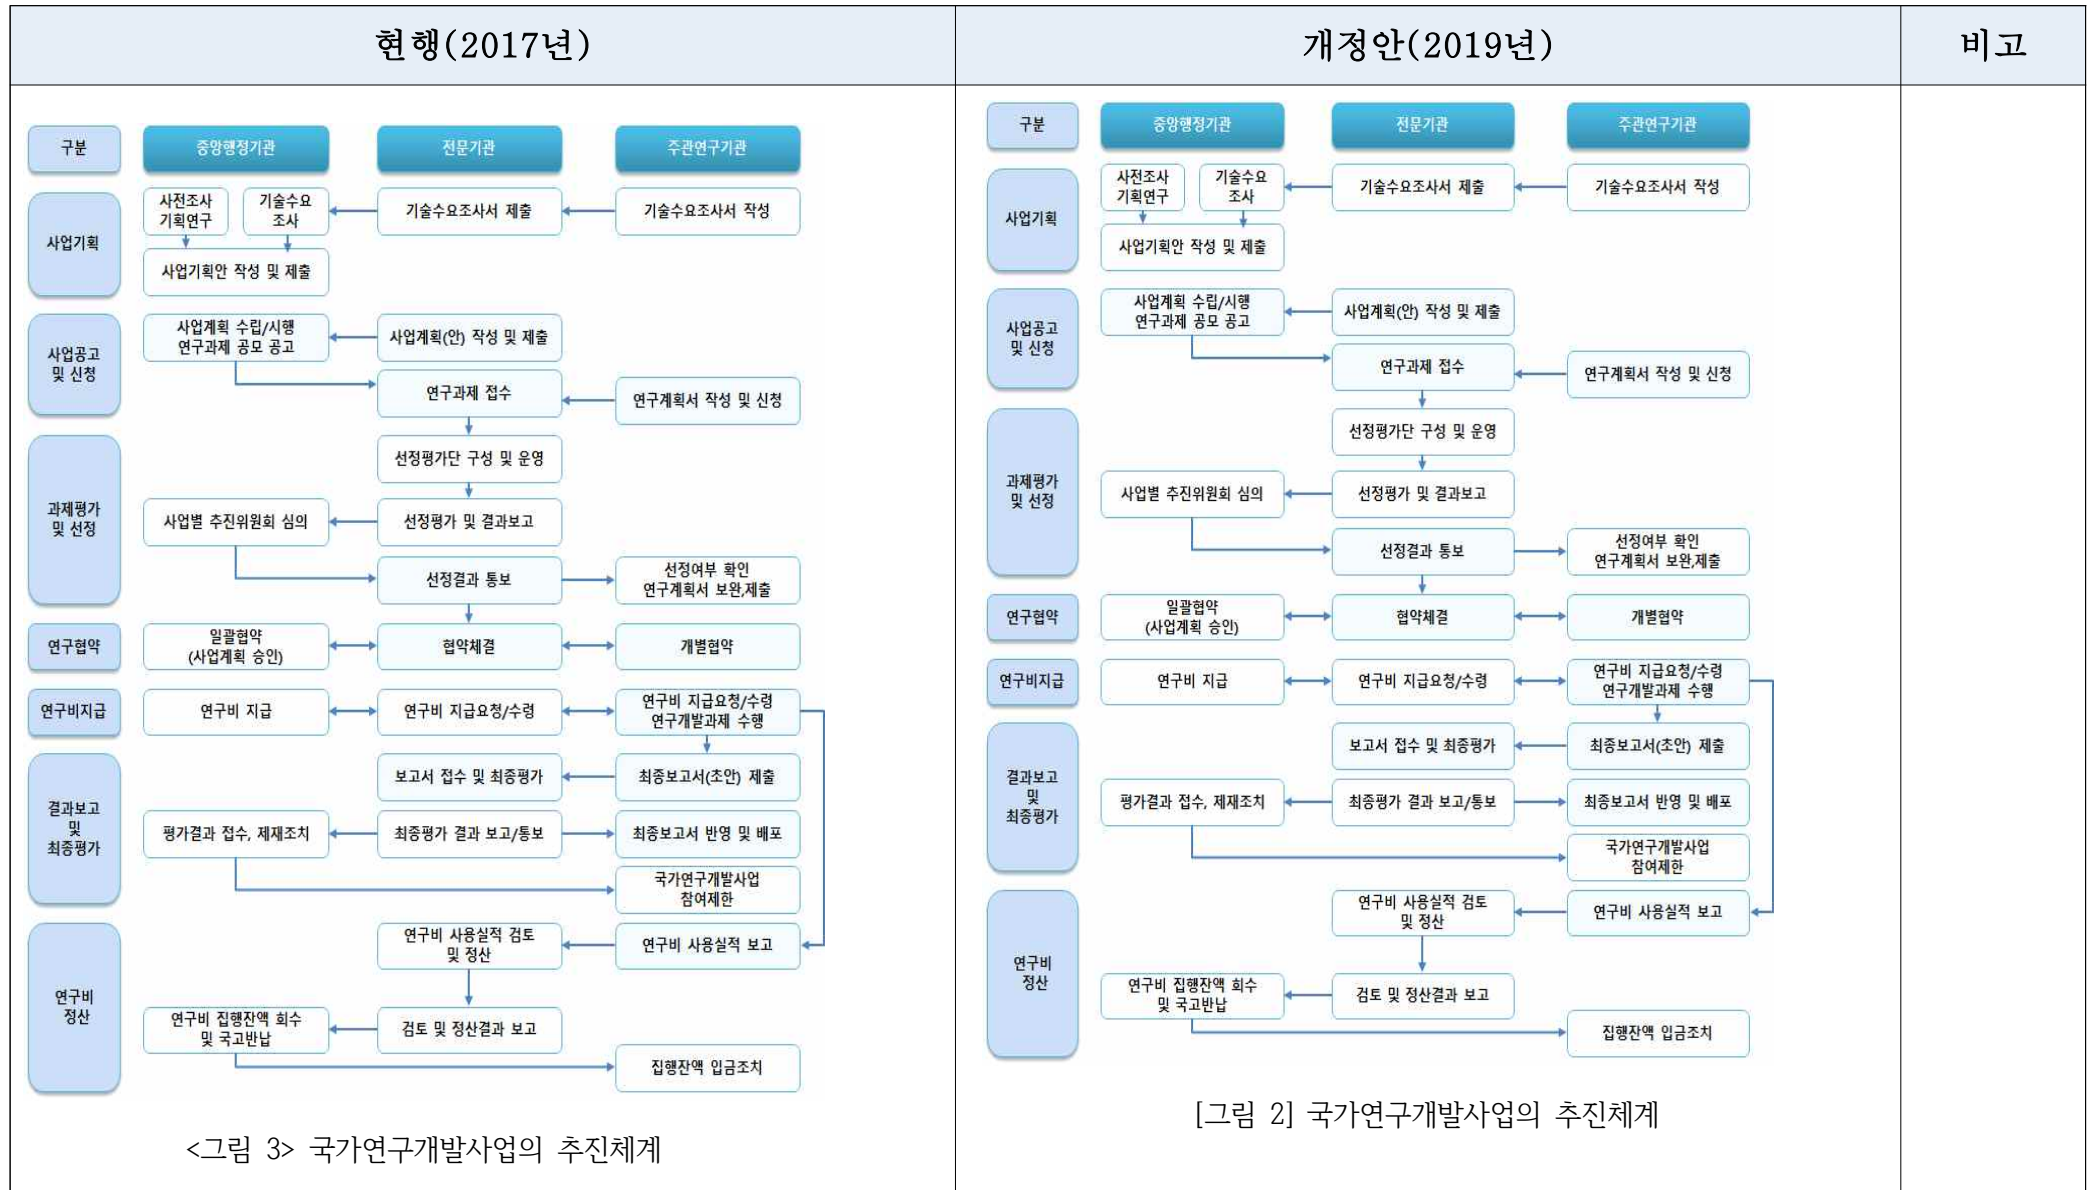 현행(2017년)
개정안(2019년)
비고
구분
중앙행정기관
전문기관
주관연구기관
사업기획
사전조사
기획연구
기술수요
조사
기술수요조사서 제출
기술수요조사서 작성
사업기획안 작성 및 제출
사업공고
및 신청
사업계획 수립/시행
연구과제 공모 공고
사업계획(안) 작성 및 제출
연구과제 접수
연구계획서 작성 및 신청
과제평가
및 선정
선정평가단 구성 및 운영
사업별 추진위원회 심의
선정평가 및 결과보고
선정결과 통보
선정여부 확인
연구계획서 보완,제출
연구협약
일괄협약
(사업계획 승인)
협약체결
개별협약
연구비지급
연구비 지급
연구비 지급요청/수령
연구비 지급요청/수령
연구개발과제 수행
결과보고
및
최종평가
보고서 접수 및 최종평가
최종보고서(초안) 제출
평가결과 접수, 제재조치
최종평가 결과 보고/통보
최종보고서 반영 및 배포
국가연구개발사업
참여제한
연구비
정산
연구비 사용실적 검토
및 정산
연구비 사용실적 보고
연구비 집행잔액 회수
및 국고반납
검토 및 정산결과 보고
집행잔액 입금조치
<그림 3> 국가연구개발사업의 추진체계
구분
중앙행정기관
전문기관
주관연구기관
사업기획
사전조사
기획연구
기술수요
조사
기술수요조사서 제출
기술수요조사서 작성
사업기획안 작성 및 제출
사업공고
및 신청
사업계획 수립/시행
연구과제 공모 공고
사업계획(안) 작성 및 제출
연구과제 접수
연구계획서 작성 및 신청
과제평가
및 선정
선정평가단 구성 및 운영
사업별 추진위원회 심의
선정평가 및 결과보고
선정결과 통보
선정여부 확인
연구계획서 보완,제출
연구협약
일괄협약
(사업계획 승인)
협약체결
개별협약
연구비지급
연구비 지급
연구비 지급요청/수령
연구비 지급요청/수령
연구개발과제 수행
결과보고
및
최종평가
보고서 접수 및 최종평가
최종보고서(초안) 제출
평가결과 접수, 제재조치
최종평가 결과 보고/통보
최종보고서 반영 및 배포
국가연구개발사업
참여제한
연구비
정산
연구비 사용실적 검토
및 정산
연구비 사용실적 보고
연구비 집행잔액 회수
및 국고반납
검토 및 정산결과 보고
집행잔액 입금조치
[그림 2] 국가연구개발사업의 추진체계